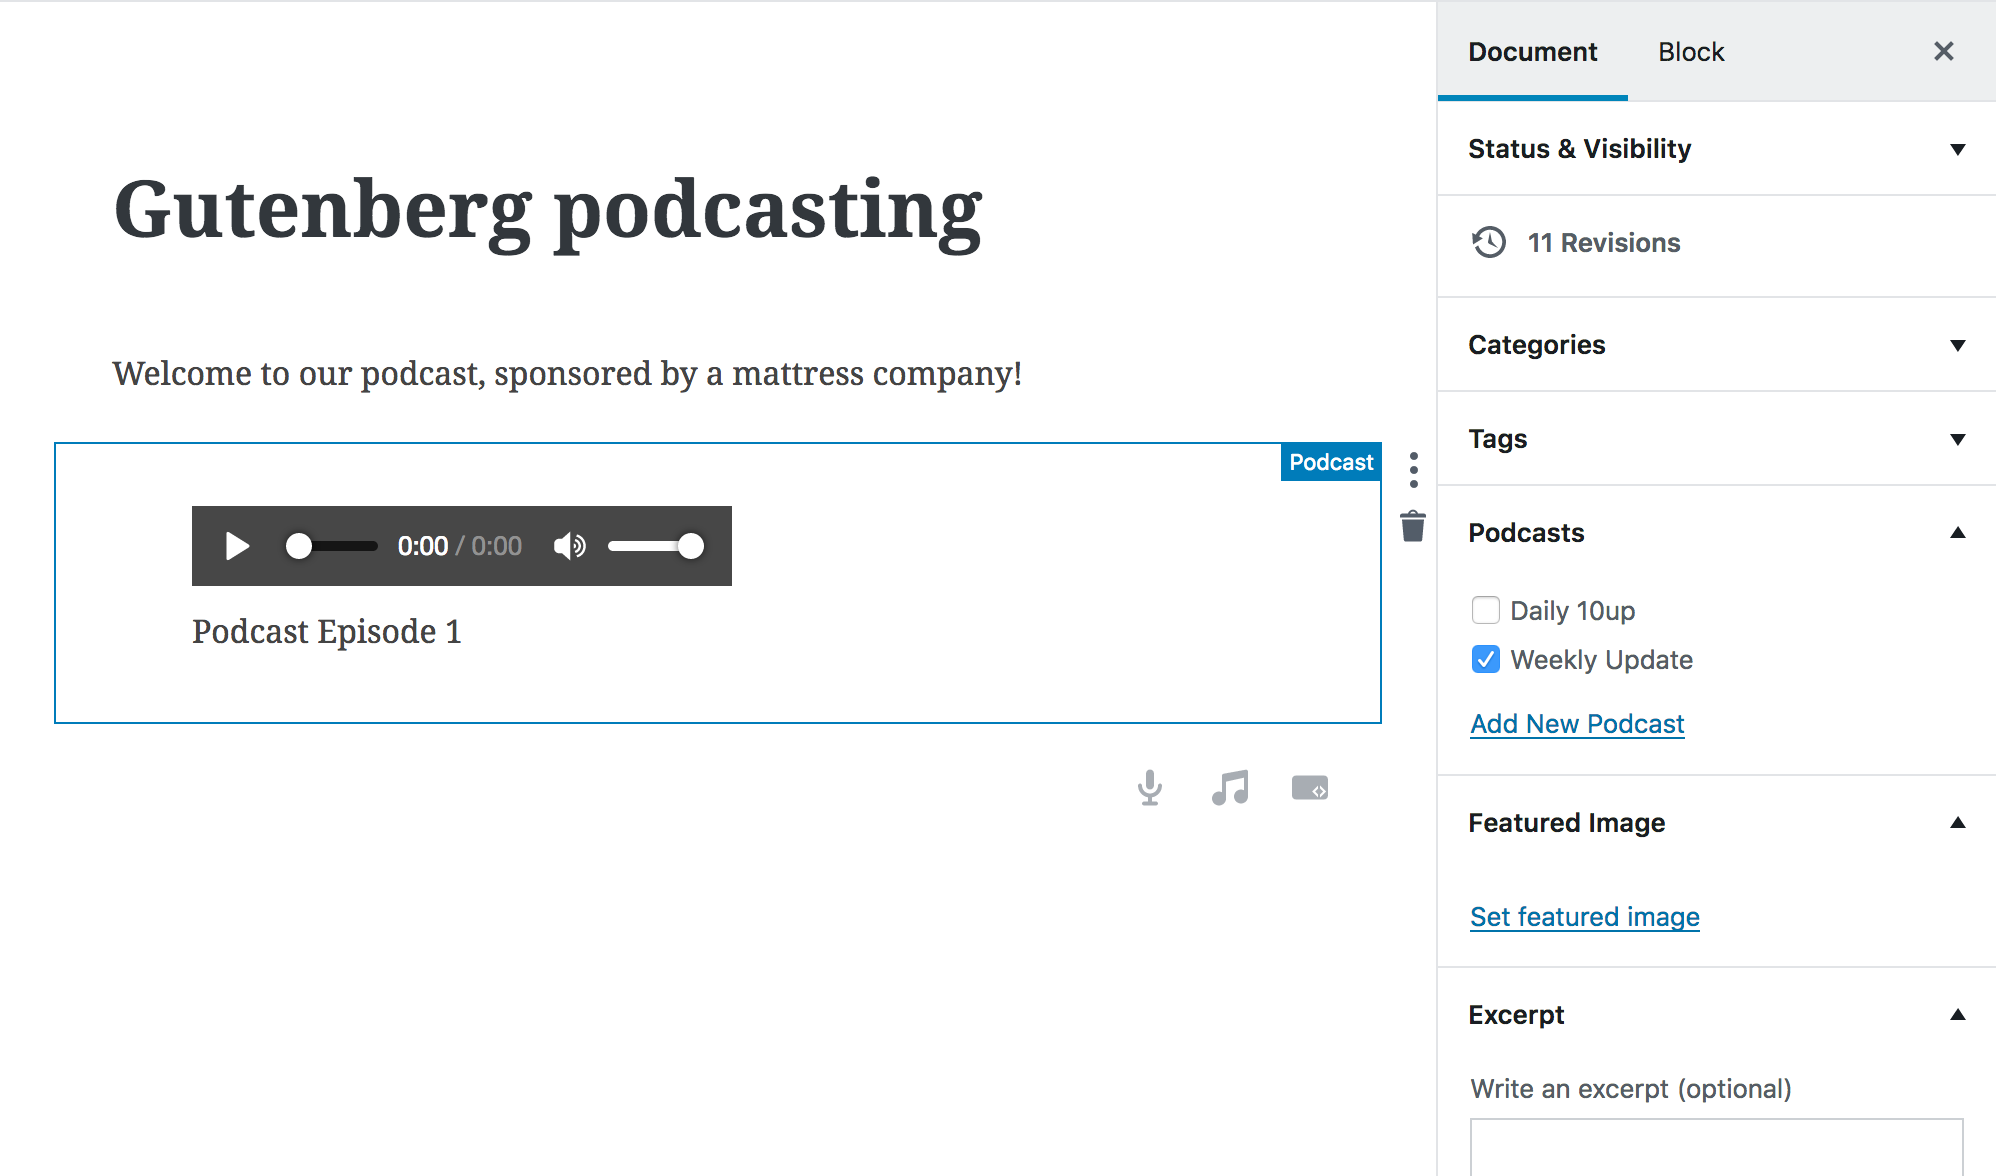 Gutenberg podcasting
Welcome to our podcast, sponsored by a mattress company!
Podcast
0:00 / 0:00
Podcast Episode 1
Document
Block
Status & Visibility
11 Revisions
Categories
Tags
Podcasts
Daily 10up
Weekly Update
Add New Podcast
Featured Image
Set featured image
Excerpt
Write an excerpt (optional)